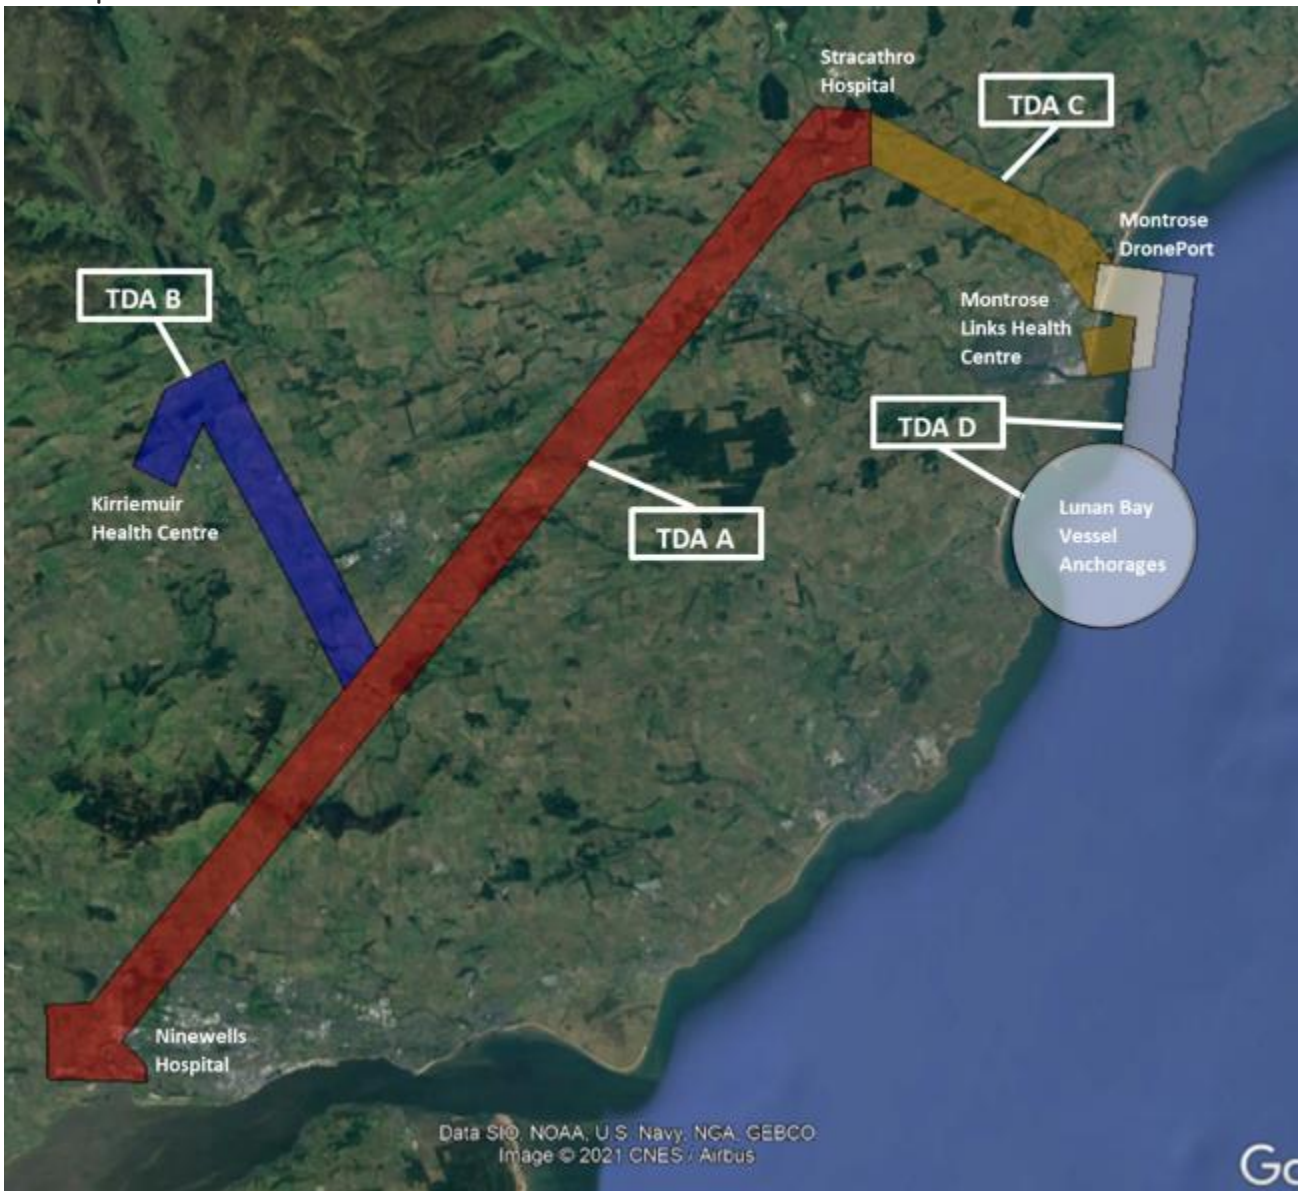 Stracathro
Hospital
TDA C
Montrose
DronePort
TDA B
Montrose
Links Health
Centre
TDA D
Kirriemuir
Health Centre
TDA A
Lunan Bay
Vessel
Anchorages
Ninewells
Hospital
Data SIO, NOAA, U.S. Navy, NGA, GEBCO
Image © 2021 CNES / Airbus
Go